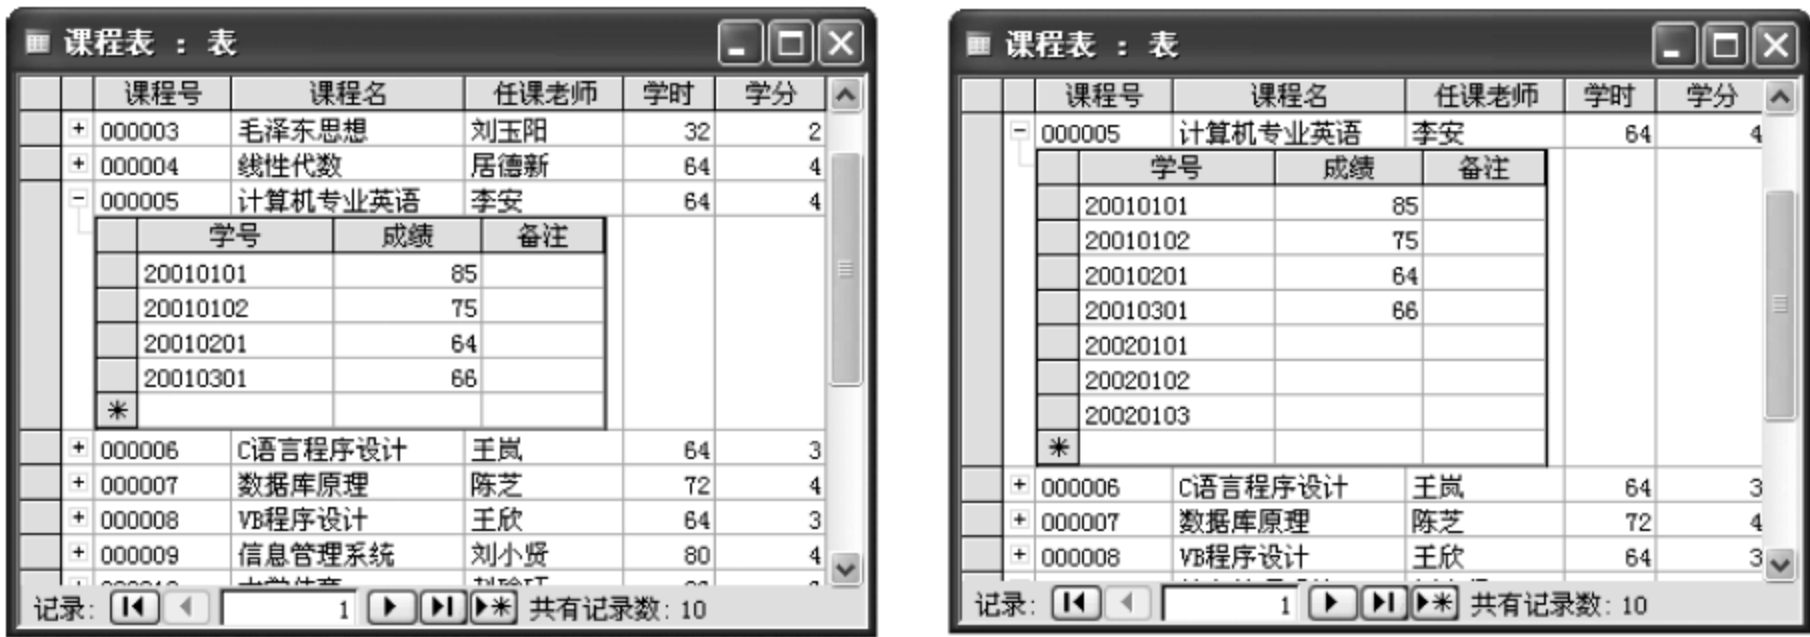 课程表 : 表
课程号 课程名 任课老师 学时 学分
+ 000003 毛泽东思想 刘玉阳 32 2
+ 000004 线性代数 居德新 64 4
- 000005 计算机专业英语 李安 64 4
学号 成绩 备注
20010101 85
20010102 75
20010201 64
20010301 66
*
+ 000006 C语言程序设计 王岚 64 3
+ 000007 数据库原理 陈芝 72 4
+ 000008 VB程序设计 王欣 64 3
+ 000009 信息管理系统 刘小贤 80 4
记录: 1 共有记录数: 10
课程表 : 表
课程号 课程名 任课老师 学时 学分
- 000005 计算机专业英语 李安 64 4
学号 成绩 备注
20010101 85
20010102 75
20010201 64
20010301 66
20020101
20020102
20020103
*
+ 000006 C语言程序设计 王岚 64 3
+ 000007 数据库原理 陈芝 72 4
+ 000008 VB程序设计 王欣 64 3
记录: 1 共有记录数: 10